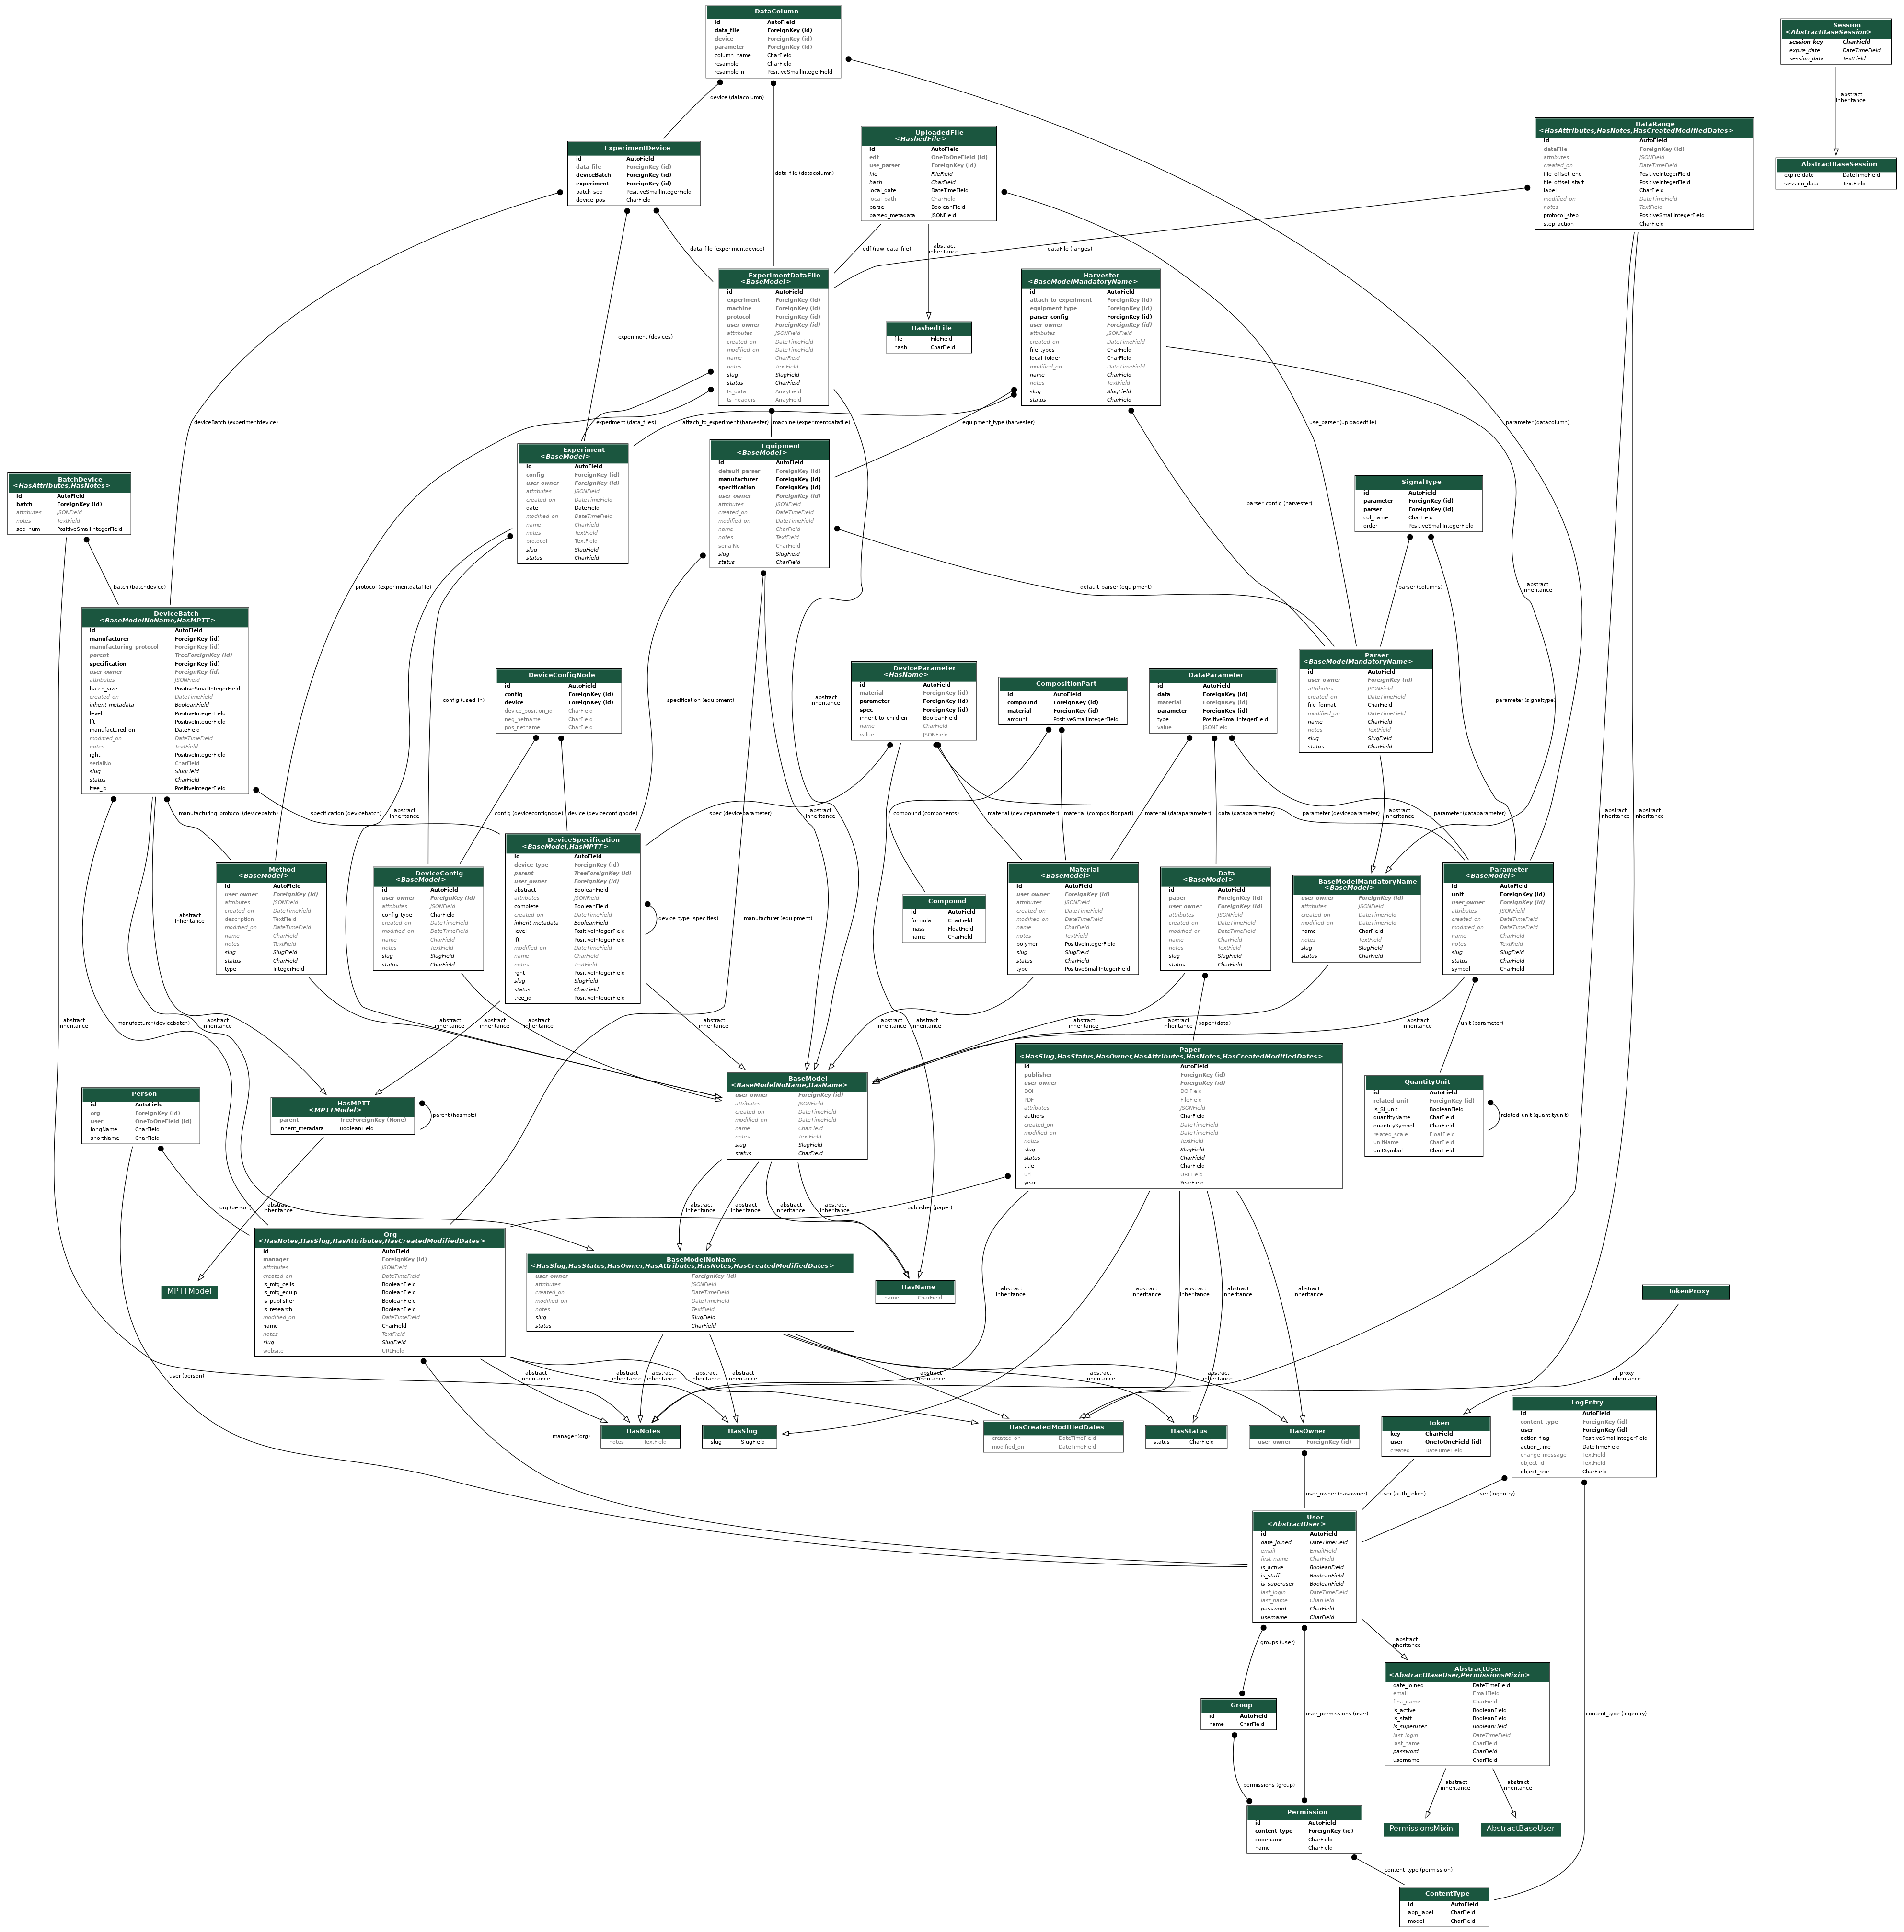 DataColumn
id AutoField
data_file ForeignKey (id)
device ForeignKey (id)
parameter ForeignKey (id)
column_name CharField
resample CharField
resample_n PositiveSmallIntegerField
Session
<AbstractBaseSession>
session_key CharField
expire_date DateTimeField
session_data TextField
abstract
inheritance
AbstractBaseSession
expire_date DateTimeField
session_data TextField
device (datacolumn)
data_file (datacolumn)
ExperimentDevice
id AutoField
data_file ForeignKey (id)
deviceBatch ForeignKey (id)
experiment ForeignKey (id)
batch_seq PositiveSmallIntegerField
device_pos CharField
UploadedFile
<HashedFile>
id AutoField
edf OneToOneField (id)
use_parser ForeignKey (id)
file FileField
hash CharField
local_date DateTimeField
local_path CharField
parse BooleanField
parsed_metadata JSONField
DataRange
<HasAttributes,HasNotes,HasCreatedModifiedDates>
id AutoField
dataFile ForeignKey (id)
attributes JSONField
created_on DateTimeField
file_offset_end PositiveIntegerField
file_offset_start PositiveIntegerField
label CharField
modified_on DateTimeField
notes TextField
protocol_step PositiveSmallIntegerField
step_action CharField
data_file (experimentdevice)
edf (raw_data_file)
abstract
inheritance
dataFile (ranges)
ExperimentDataFile
<BaseModel>
id AutoField
experiment ForeignKey (id)
machine ForeignKey (id)
protocol ForeignKey (id)
user_owner ForeignKey (id)
attributes JSONField
created_on DateTimeField
modified_on DateTimeField
name CharField
notes TextField
slug SlugField
status CharField
ts_data ArrayField
ts_headers ArrayField
HashedFile
file FileField
hash CharField
Harvester
<BaseModelMandatoryName>
id AutoField
attach_to_experiment ForeignKey (id)
equipment_type ForeignKey (id)
parser_config ForeignKey (id)
user_owner ForeignKey (id)
attributes JSONField
created_on DateTimeField
file_types CharField
local_folder CharField
modified_on DateTimeField
name CharField
notes TextField
slug SlugField
status CharField
experiment (devices)
deviceBatch (experimentdevice)
experiment (data_files)
attach_to_experiment (harvester)
machine (experimentdatafile)
equipment_type (harvester)
use_parser (uploadedfile)
parameter (datacolumn)
BatchDevice
<HasAttributes,HasNotes>
id AutoField
batch ForeignKey (id)
attributes JSONField
notes TextField
seq_num PositiveSmallIntegerField
Experiment
<BaseModel>
id AutoField
config ForeignKey (id)
user_owner ForeignKey (id)
attributes JSONField
created_on DateTimeField
date DateField
modified_on DateTimeField
name CharField
notes TextField
protocol TextField
slug SlugField
status CharField
Equipment
<BaseModel>
id AutoField
default_parser ForeignKey (id)
manufacturer ForeignKey (id)
specification ForeignKey (id)
user_owner ForeignKey (id)
attributes JSONField
created_on DateTimeField
modified_on DateTimeField
name CharField
notes TextField
serialNo CharField
slug SlugField
status CharField
parser_config (harvester)
SignalType
id AutoField
parameter ForeignKey (id)
parser ForeignKey (id)
col_name CharField
order PositiveSmallIntegerField
batch (batchdevice)
protocol (experimentdatafile)
default_parser (equipment)
parser (columns)
abstract
inheritance
DeviceBatch
<BaseModelNoName,HasMPTT>
id AutoField
manufacturer ForeignKey (id)
manufacturing_protocol ForeignKey (id)
parent TreeForeignKey (id)
specification ForeignKey (id)
user_owner ForeignKey (id)
attributes JSONField
batch_size PositiveSmallIntegerField
created_on DateTimeField
inherit_metadata BooleanField
level PositiveIntegerField
lft PositiveIntegerField
manufactured_on DateField
modified_on DateTimeField
notes TextField
rght PositiveIntegerField
serialNo CharField
slug SlugField
status CharField
tree_id PositiveIntegerField
config (used_in)
DeviceConfigNode
id AutoField
config ForeignKey (id)
device ForeignKey (id)
device_position_id CharField
neg_netname CharField
pos_netname CharField
specification (equipment)
abstract
inheritance
DeviceParameter
<HasName>
id AutoField
material ForeignKey (id)
parameter ForeignKey (id)
spec ForeignKey (id)
inherit_to_children BooleanField
name CharField
value JSONField
CompositionPart
id AutoField
compound ForeignKey (id)
material ForeignKey (id)
amount PositiveSmallIntegerField
DataParameter
id AutoField
data ForeignKey (id)
material ForeignKey (id)
parameter ForeignKey (id)
type PositiveSmallIntegerField
value JSONField
Parser
<BaseModelMandatoryName>
id AutoField
user_owner ForeignKey (id)
attributes JSONField
created_on DateTimeField
file_format CharField
modified_on DateTimeField
name CharField
notes TextField
slug SlugField
status CharField
parameter (signaltype)
manufacturing_protocol (devicebatch)
specification (devicebatch)
abstract
inheritance
config (deviceconfignode)
device (deviceconfignode)
spec (deviceparameter)
abstract
inheritance
compound (components)
material (deviceparameter)
material (compositionpart)
material (dataparameter)
data (dataparameter)
parameter (deviceparameter)
abstract
inheritance
parameter (dataparameter)
abstract
inheritance
abstract
inheritance
Method
<BaseModel>
id AutoField
user_owner ForeignKey (id)
attributes JSONField
created_on DateTimeField
description TextField
modified_on DateTimeField
name CharField
notes TextField
slug SlugField
status CharField
type IntegerField
DeviceConfig
<BaseModel>
id AutoField
user_owner ForeignKey (id)
attributes JSONField
config_type CharField
created_on DateTimeField
modified_on DateTimeField
name CharField
notes TextField
slug SlugField
status CharField
DeviceSpecification
<BaseModel,HasMPTT>
id AutoField
device_type ForeignKey (id)
parent TreeForeignKey (id)
user_owner ForeignKey (id)
abstract BooleanField
attributes JSONField
complete BooleanField
created_on DateTimeField
inherit_metadata BooleanField
level PositiveIntegerField
lft PositiveIntegerField
modified_on DateTimeField
name CharField
notes TextField
rght PositiveIntegerField
slug SlugField
status CharField
tree_id PositiveIntegerField
device_type (specifies)
manufacturer (equipment)
Compound
id AutoField
formula CharField
mass FloatField
name CharField
Material
<BaseModel>
id AutoField
user_owner ForeignKey (id)
attributes JSONField
created_on DateTimeField
modified_on DateTimeField
name CharField
notes TextField
polymer PositiveIntegerField
slug SlugField
status CharField
type PositiveSmallIntegerField
Data
<BaseModel>
id AutoField
paper ForeignKey (id)
user_owner ForeignKey (id)
attributes JSONField
created_on DateTimeField
modified_on DateTimeField
name CharField
notes TextField
slug SlugField
status CharField
BaseModelMandatoryName
<BaseModel>
user_owner ForeignKey (id)
attributes JSONField
created_on DateTimeField
modified_on DateTimeField
name CharField
notes TextField
slug SlugField
status CharField
Parameter
<BaseModel>
id AutoField
unit ForeignKey (id)
user_owner ForeignKey (id)
attributes JSONField
created_on DateTimeField
modified_on DateTimeField
name CharField
notes TextField
slug SlugField
status CharField
symbol CharField
abstract
inheritance
abstract
inheritance
manufacturer (devicebatch)
abstract
inheritance
abstract
inheritance
abstract
inheritance
abstract
inheritance
abstract
inheritance
abstract
inheritance
abstract
inheritance
abstract
inheritance
paper (data)
abstract
inheritance
abstract
inheritance
unit (parameter)
Person
id AutoField
org ForeignKey (id)
user OneToOneField (id)
longName CharField
shortName CharField
HasMPTT
<MPTTModel>
parent TreeForeignKey (None)
inherit_metadata BooleanField
parent (hasmptt)
BaseModel
<BaseModelNoName,HasName>
user_owner ForeignKey (id)
attributes JSONField
created_on DateTimeField
modified_on DateTimeField
name CharField
notes TextField
slug SlugField
status CharField
Paper
<HasSlug,HasStatus,HasOwner,HasAttributes,HasNotes,HasCreatedModifiedDates>
id AutoField
publisher ForeignKey (id)
user_owner ForeignKey (id)
DOI DOIField
PDF FileField
attributes JSONField
authors CharField
created_on DateTimeField
modified_on DateTimeField
notes TextField
slug SlugField
status CharField
title CharField
url URLField
year YearField
QuantityUnit
id AutoField
related_unit ForeignKey (id)
is_SI_unit BooleanField
quantityName CharField
quantitySymbol CharField
related_scale FloatField
unitName CharField
unitSymbol CharField
related_unit (quantityunit)
org (person)
abstract
inheritance
abstract
inheritance
abstract
inheritance
abstract
inheritance
abstract
inheritance
publisher (paper)
MPTTModel
Org
<HasNotes,HasSlug,HasAttributes,HasCreatedModifiedDates>
id AutoField
manager ForeignKey (id)
attributes JSONField
created_on DateTimeField
is_mfg_cells BooleanField
is_mfg_equip BooleanField
is_publisher BooleanField
is_research BooleanField
modified_on DateTimeField
name CharField
notes TextField
slug SlugField
website URLField
BaseModelNoName
<HasSlug,HasStatus,HasOwner,HasAttributes,HasNotes,HasCreatedModifiedDates>
user_owner ForeignKey (id)
attributes JSONField
created_on DateTimeField
modified_on DateTimeField
notes TextField
slug SlugField
status CharField
HasName
name CharField
abstract
inheritance
abstract
inheritance
abstract
inheritance
abstract
inheritance
TokenProxy
user (person)
abstract
inheritance
abstract
inheritance
abstract
inheritance
abstract
inheritance
abstract
inheritance
abstract
inheritance
abstract
inheritance
abstract
inheritance
proxy
inheritance
manager (org)
HasNotes
notes TextField
HasSlug
slug SlugField
HasCreatedModifiedDates
created_on DateTimeField
modified_on DateTimeField
HasStatus
status CharField
HasOwner
user_owner ForeignKey (id)
Token
key CharField
user OneToOneField (id)
created DateTimeField
LogEntry
id AutoField
content_type ForeignKey (id)
user ForeignKey (id)
action_flag PositiveSmallIntegerField
action_time DateTimeField
change_message TextField
object_id TextField
object_repr CharField
user_owner (hasowner)
user (auth_token)
user (logentry)
User
<AbstractUser>
id AutoField
date_joined DateTimeField
email EmailField
first_name CharField
is_active BooleanField
is_staff BooleanField
is_superuser BooleanField
last_login DateTimeField
last_name CharField
password CharField
username CharField
groups (user)
abstract
inheritance
AbstractUser
<AbstractBaseUser,PermissionsMixin>
date_joined DateTimeField
email EmailField
first_name CharField
is_active BooleanField
is_staff BooleanField
is_superuser BooleanField
last_login DateTimeField
last_name CharField
password CharField
username CharField
Group
id AutoField
name CharField
user_permissions (user)
content_type (logentry)
permissions (group)
abstract
inheritance
abstract
inheritance
Permission
id AutoField
content_type ForeignKey (id)
codename CharField
name CharField
PermissionsMixin
AbstractBaseUser
content_type (permission)
ContentType
id AutoField
app_label CharField
model CharField